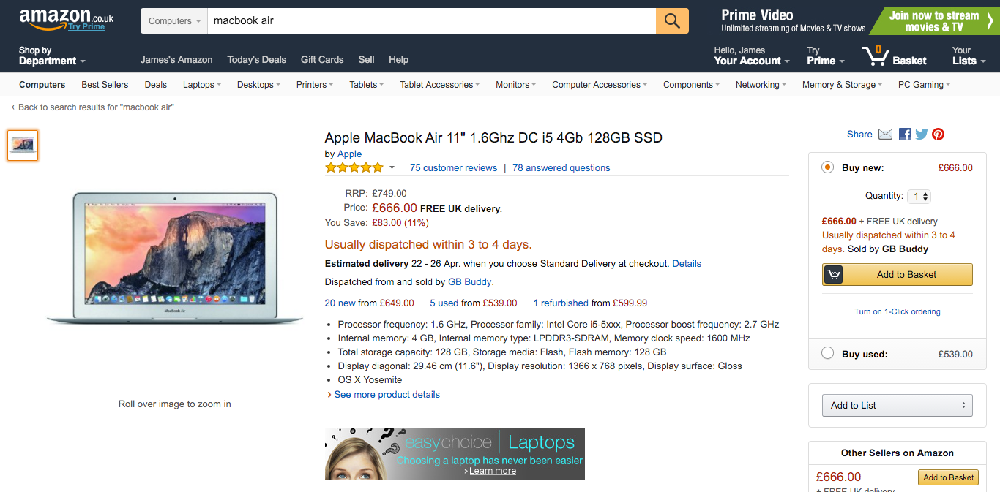 amazon.co.uk
Try Prime
Computers
macbook air
Prime Video
Unlimited streaming of Movies & TV shows
Join now to stream
movies & TV
Shop by
Department
James's Amazon
Today's Deals
Gift Cards
Sell
Help
Hello, James
Your Account
Try
Prime
0
Basket
Your
Lists
Computers
Best Sellers
Deals
Laptops
Desktops
Printers
Tablets
Tablet Accessories
Monitors
Computer Accessories
Components
Networking
Memory & Storage
PC Gaming
‹ Back to search results for "macbook air"
Apple MacBook Air 11" 1.6Ghz DC i5 4Gb 128GB SSD
by Apple
75 customer reviews | 78 answered questions
RRP: £749.00
Price: £666.00 FREE UK delivery.
You Save: £83.00 (11%)
Usually dispatched within 3 to 4 days.
Estimated delivery 22 - 26 Apr. when you choose Standard Delivery at checkout. Details
Dispatched from and sold by GB Buddy.
20 new from £649.00 5 used from £539.00 1 refurbished from £599.99
• Processor frequency: 1.6 GHz, Processor family: Intel Core i5-5xxx, Processor boost frequency: 2.7 GHz
• Internal memory: 4 GB, Internal memory type: LPDDR3-SDRAM, Memory clock speed: 1600 MHz
• Total storage capacity: 128 GB, Storage media: Flash, Flash memory: 128 GB
• Display diagonal: 29.46 cm (11.6"), Display resolution: 1366 x 768 pixels, Display surface: Gloss
• OS X Yosemite
› See more product details
MacBook Air
Roll over image to zoom in
easychoice | Laptops
Choosing a laptop has never been easier
› Learn more
Share
Buy new: £666.00
Quantity: 1
£666.00 + FREE UK delivery
Usually dispatched within 3 to 4
days. Sold by GB Buddy
Add to Basket
Turn on 1-Click ordering
Buy used: £539.00
Add to List
Other Sellers on Amazon
£666.00
Add to Basket
+ FREE UK delivery